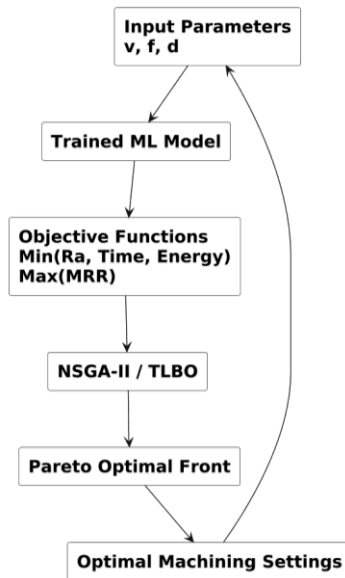 Input Parameters
v, f, d
Trained ML Model
Objective Functions
Min(Ra, Time, Energy)
Max(MRR)
NSGA-II / TLBO
Pareto Optimal Front
Optimal Machining Settings